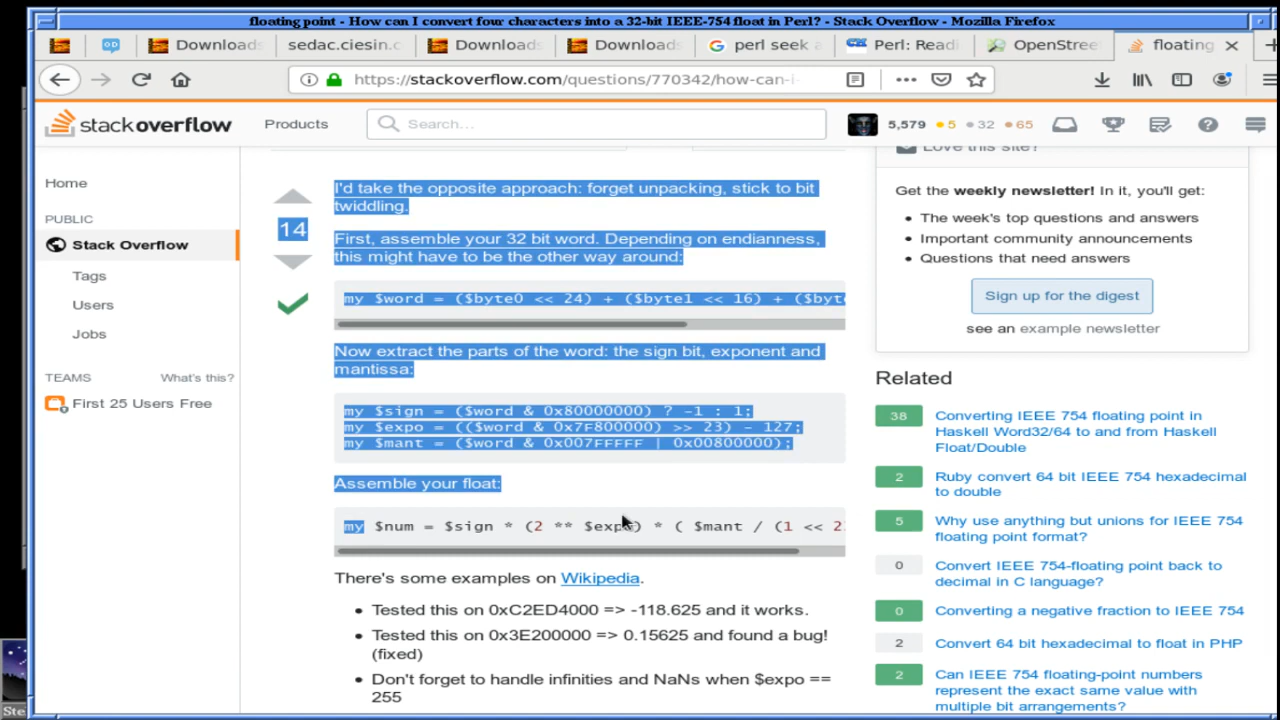 floating point - How can I convert four characters into a 32-bit IEEE-754 float in Perl? - Stack Overflow - Mozilla Firefox
Downloads
sedac.ciesin.c
Downloads
Downloads
perl seek a
Perl: Readi
OpenStree
floating
https://stackoverflow.com/questions/770342/how-can-i-
stackoverflow
Products
Search...
5,579 5 32 65
Home
PUBLIC
Stack Overflow
Tags
Users
Jobs
TEAMS What's this?
First 25 Users Free
14
I'd take the opposite approach: forget unpacking, stick to bit
twiddling.
First, assemble your 32 bit word. Depending on endianness,
this might have to be the other way around:
my $word = ($byte0 << 24) + ($byte1 << 16) + ($byte
Now extract the parts of the word: the sign bit, exponent and
mantissa:
my $sign = ($word & 0x80000000) ? -1 : 1;
my $expo = (($word & 0x7F800000) >> 23) - 127;
my $mant = ($word & 0x007FFFFF | 0x00800000);
Assemble your float:
my $num = $sign * (2 ** $expo) * ( $mant / (1 << 2
There's some examples on Wikipedia.
• Tested this on 0xC2ED4000 => -118.625 and it works.
• Tested this on 0x3E200000 => 0.15625 and found a bug!
(fixed)
• Don't forget to handle infinities and NaNs when $expo ==
255
Love this site?
Get the weekly newsletter! In it, you'll get:
• The week's top questions and answers
• Important community announcements
• Questions that need answers
Sign up for the digest
see an example newsletter
Related
38 Converting IEEE 754 floating point in
Haskell Word32/64 to and from Haskell
Float/Double
2 Ruby convert 64 bit IEEE 754 hexadecimal
to double
5 Why use anything but unions for IEEE 754
floating point format?
0 Convert IEEE 754-floating point back to
decimal in C language?
0 Converting a negative fraction to IEEE 754
2 Convert 64 bit hexadecimal to float in PHP
2 Can IEEE 754 floating-point numbers
represent the exact same value with
multiple bit arrangements?
Ste